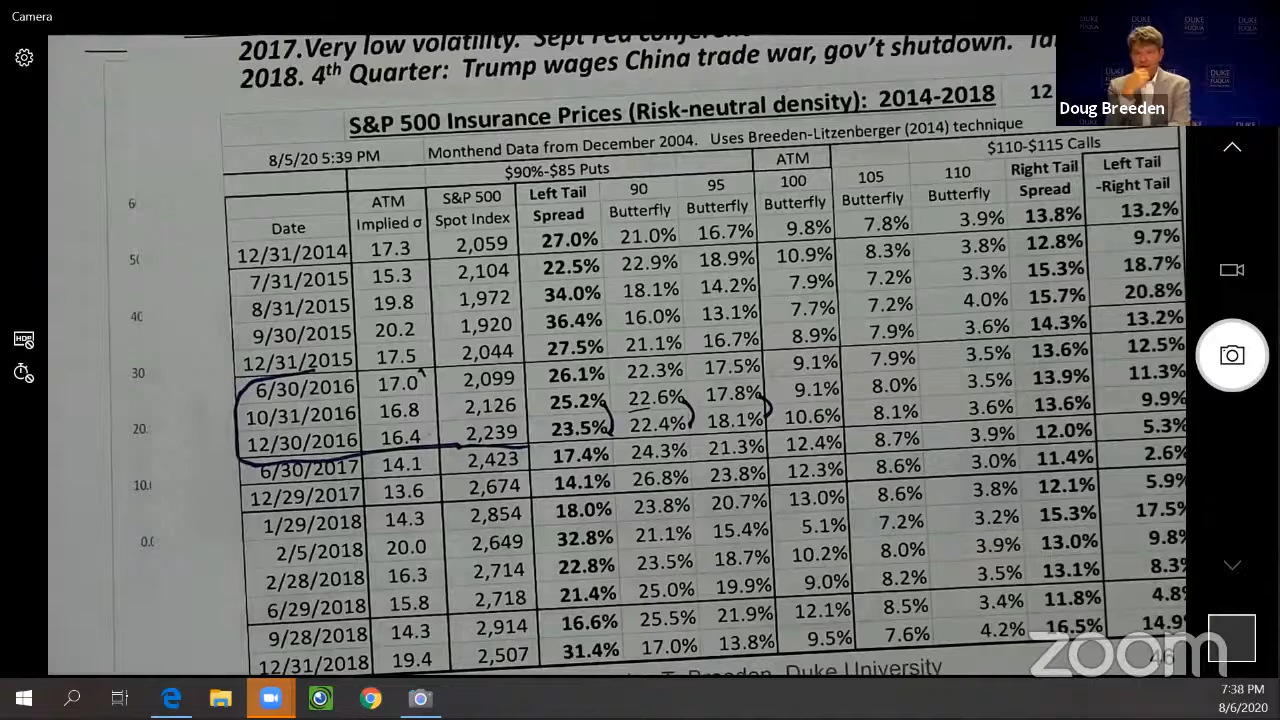 Camera
2017.Very low volatility. Sept Fed
2018. 4th Quarter: Trump wages China trade war, gov't shutdown.
S&P 500 Insurance Prices (Risk-neutral density): 2014-2018 12
8/5/20 5:39 PM Monthend Data from December 2004. Uses Breeden-Litzenberger (2014) technique
$90%-$85 Puts ATM $110-$115 Calls
Date ATM Implied σ S&P 500 Spot Index Left Tail Spread 90 Butterfly 95 Butterfly 100 Butterfly 105 Butterfly 110 Butterfly Right Tail Spread Left Tail -Right Tail
12/31/2014 17.3 2,059 27.0% 21.0% 16.7% 9.8% 7.8% 3.9% 13.8% 13.2%
7/31/2015 15.3 2,104 22.5% 22.9% 18.9% 10.9% 8.3% 3.8% 12.8% 9.7%
8/31/2015 19.8 1,972 34.0% 18.1% 14.2% 7.9% 7.2% 3.3% 15.3% 18.7%
9/30/2015 20.2 1,920 36.4% 16.0% 13.1% 7.7% 7.2% 4.0% 15.7% 20.8%
12/31/2015 17.5 2,044 27.5% 21.1% 16.7% 8.9% 7.9% 3.6% 14.3% 13.2%
6/30/2016 17.0 2,099 26.1% 22.3% 17.5% 9.1% 7.9% 3.5% 13.6% 12.5%
10/31/2016 16.8 2,126 25.2% 22.6% 17.8% 9.1% 8.0% 3.5% 13.9% 11.3%
12/30/2016 16.4 2,239 23.5% 22.4% 18.1% 10.6% 8.1% 3.6% 13.6% 9.9%
6/30/2017 14.1 2,423 17.4% 24.3% 21.3% 12.4% 8.7% 3.9% 12.0% 5.3%
12/29/2017 13.6 2,674 14.1% 26.8% 23.8% 12.3% 8.6% 3.0% 11.4% 2.6%
1/29/2018 14.3 2,854 18.0% 23.8% 20.7% 13.0% 8.6% 3.8% 12.1% 5.9%
2/5/2018 20.0 2,649 32.8% 21.1% 15.4% 5.1% 7.2% 3.2% 15.3% 17.5%
2/28/2018 16.3 2,714 22.8% 23.5% 18.7% 10.2% 8.0% 3.9% 13.0% 9.8%
6/29/2018 15.8 2,718 21.4% 25.0% 19.9% 9.0% 8.2% 3.5% 13.1% 8.3%
9/28/2018 14.3 2,914 16.6% 25.5% 21.9% 12.1% 8.5% 3.4% 11.8% 4.8%
12/31/2018 19.4 2,507 31.4% 17.0% 13.8% 9.5% 7.6% 4.2% 16.5% 14.9%
T. Breeden, Duke University 46
6
5
40
30
20
10.
0.
Doug Breeden
DUKE FUQUA
HDR
zoom
7:38 PM
8/6/2020